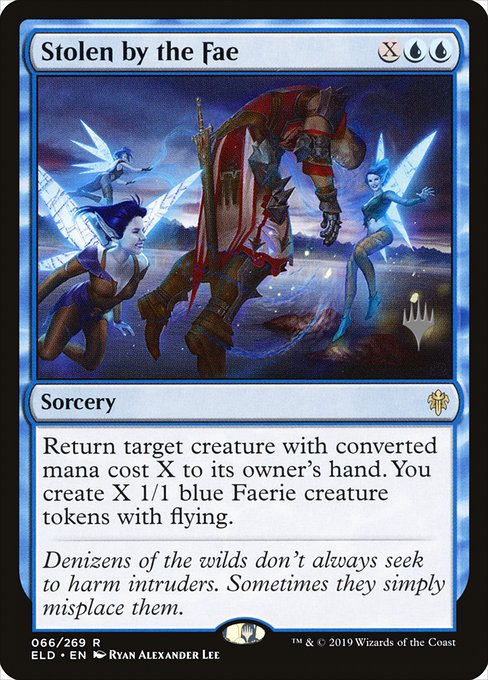 Stolen by the Fae X
Sorcery
Return target creature with converted
mana cost X to its owner's hand. You
create X 1/1 blue Faerie creature
tokens with flying.
Denizens of the wilds don't always seek
to harm intruders. Sometimes they simply
misplace them.
066/269 R
ELD • EN Ryan Alexander Lee
™ & © 2019 Wizards of the Coast